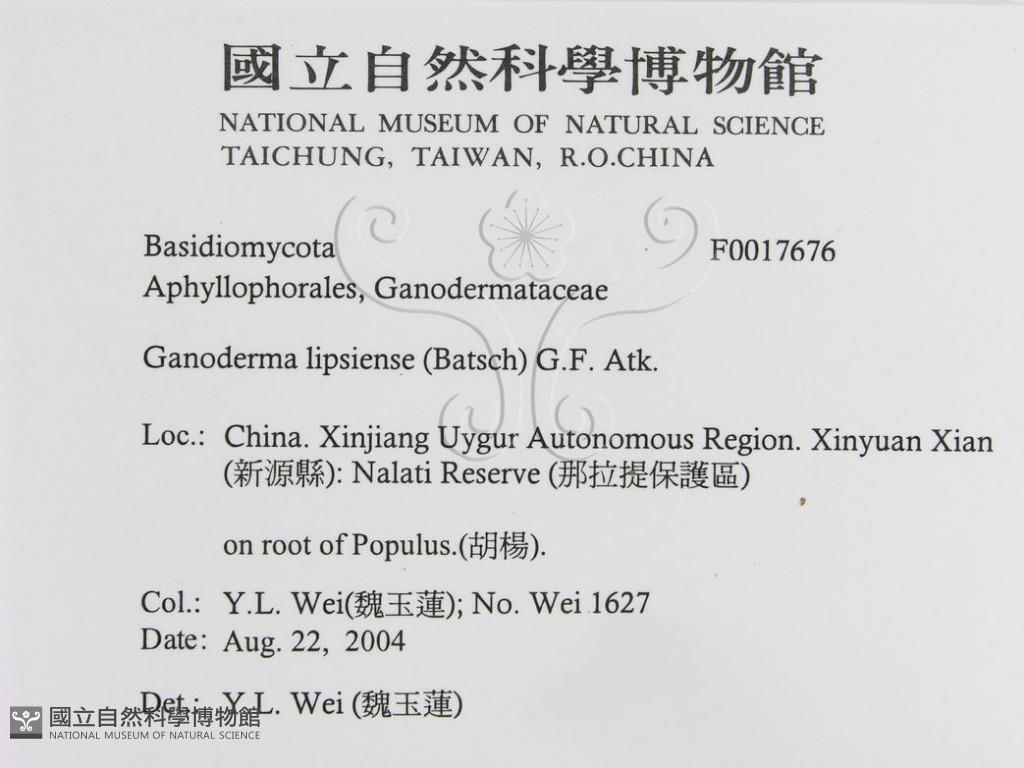 國立自然科學博物館
NATIONAL MUSEUM OF NATURAL SCIENCE
TAICHUNG, TAIWAN, R.O.CHINA
Basidiomycota F0017676
Aphyllophorales, Ganodermataceae
Ganoderma lipsiense (Batsch) G.F. Atk.
Loc.: China. Xinjiang Uygur Autonomous Region. Xinyuan Xian
(新源縣): Nalati Reserve (那拉提保護區)
on root of Populus.(胡楊).
Col.: Y.L. Wei(魏玉蓮); No. Wei 1627
Date: Aug. 22, 2004
Det.: Y.L. Wei (魏玉蓮)
國立自然科學博物館
NATIONAL MUSEUM OF NATURAL SCIENCE